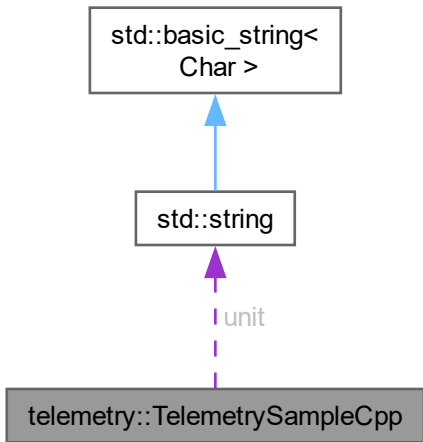 std::basic_string<
Char >
std::string
unit
telemetry::TelemetrySampleCpp